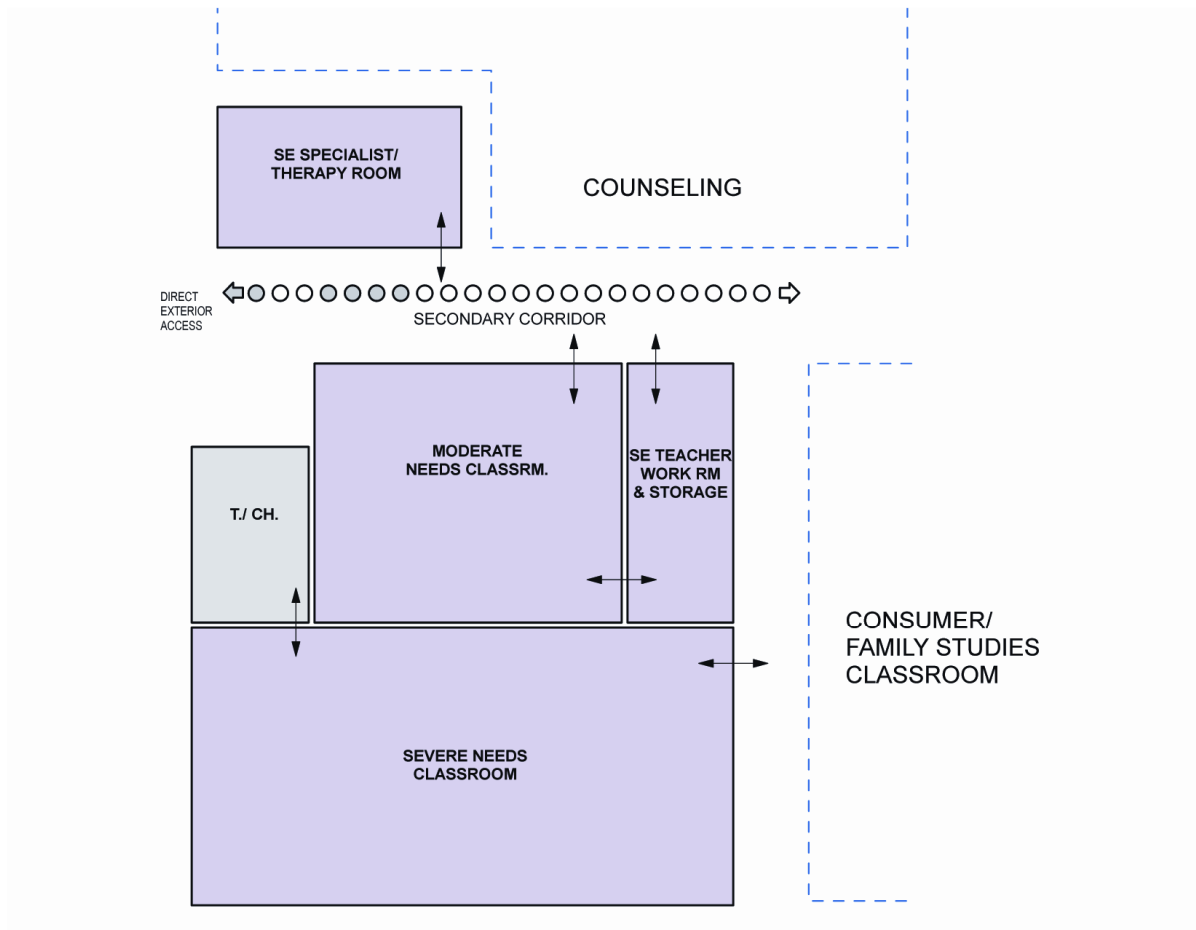 SE SPECIALIST/
THERAPY ROOM
COUNSELING
DIRECT
EXTERIOR
ACCESS
SECONDARY CORRIDOR
MODERATE
NEEDS CLASSRM.
SE TEACHER
WORK RM
& STORAGE
T./ CH.
CONSUMER/
FAMILY STUDIES
CLASSROOM
SEVERE NEEDS
CLASSROOM